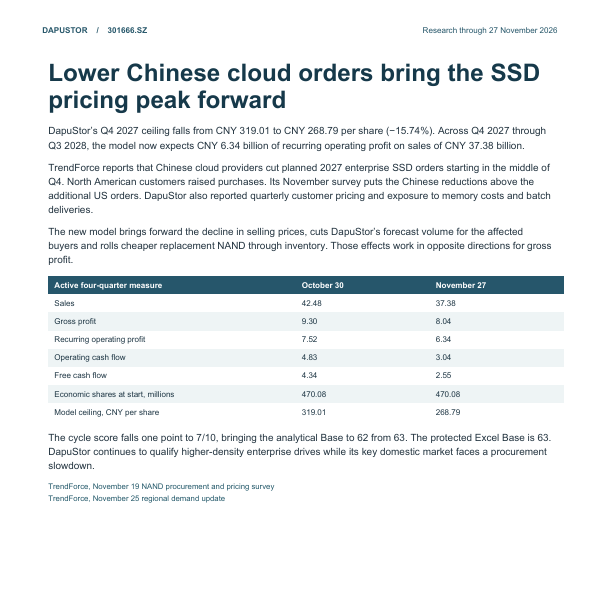 DAPUSTOR / 301666.SZ
Research through 27 November 2026
Lower Chinese cloud orders bring the SSD
pricing peak forward
DapuStor's Q4 2027 ceiling falls from CNY 319.01 to CNY 268.79 per share (−15.74%). Across Q4 2027 through
Q3 2028, the model now expects CNY 6.34 billion of recurring operating profit on sales of CNY 37.38 billion.
TrendForce reports that Chinese cloud providers cut planned 2027 enterprise SSD orders starting in the middle of
Q4. North American customers raised purchases. Its November survey puts the Chinese reductions above the
additional US orders. DapuStor also reported quarterly customer pricing and exposure to memory costs and batch
deliveries.
The new model brings forward the decline in selling prices, cuts DapuStor's forecast volume for the affected
buyers and rolls cheaper replacement NAND through inventory. Those effects work in opposite directions for gross
profit.
Active four-quarter measure October 30 November 27
Sales 42.48 37.38
Gross profit 9.30 8.04
Recurring operating profit 7.52 6.34
Operating cash flow 4.83 3.04
Free cash flow 4.34 2.55
Economic shares at start, millions 470.08 470.08
Model ceiling, CNY per share 319.01 268.79
The cycle score falls one point to 7/10, bringing the analytical Base to 62 from 63. The protected Excel Base is 63.
DapuStor continues to qualify higher-density enterprise drives while its key domestic market faces a procurement
slowdown.
TrendForce, November 19 NAND procurement and pricing survey
TrendForce, November 25 regional demand update